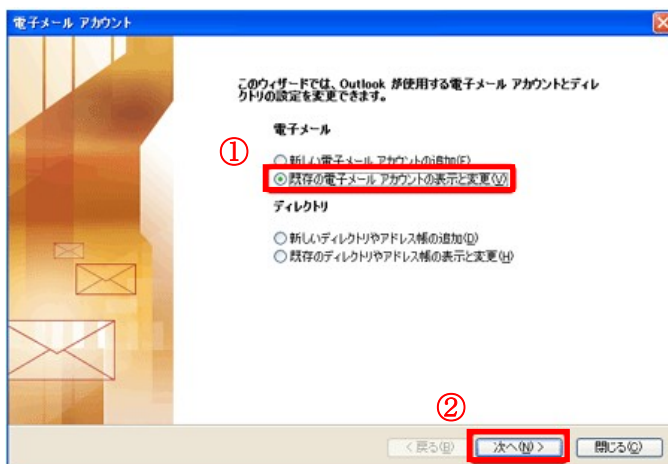 電子メール アカウント
このウィザードでは、Outlook が使用する電子メール アカウントとディレ
クトリの設定を変更できます。
電子メール
①
新しい電子メール アカウントの追加(E)
既存の電子メール アカウントの表示と変更(V)
ディレクトリ
新しいディレクトリやアドレス帳の追加(D)
既存のディレクトリやアドレス帳の表示と変更(H)
②
< 戻る(B) 次へ(N) > 閉じる(C)